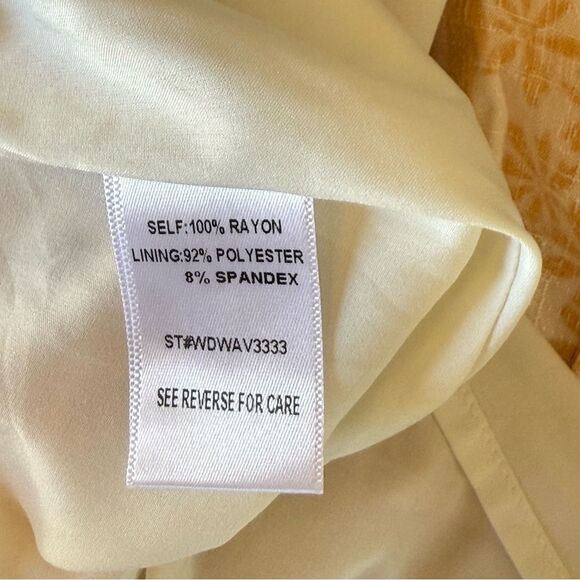 SELF:100% RAYON
LINING:92% POLYESTER
8% SPANDEX
ST#WDWAV3333
SEE REVERSE FOR CARE